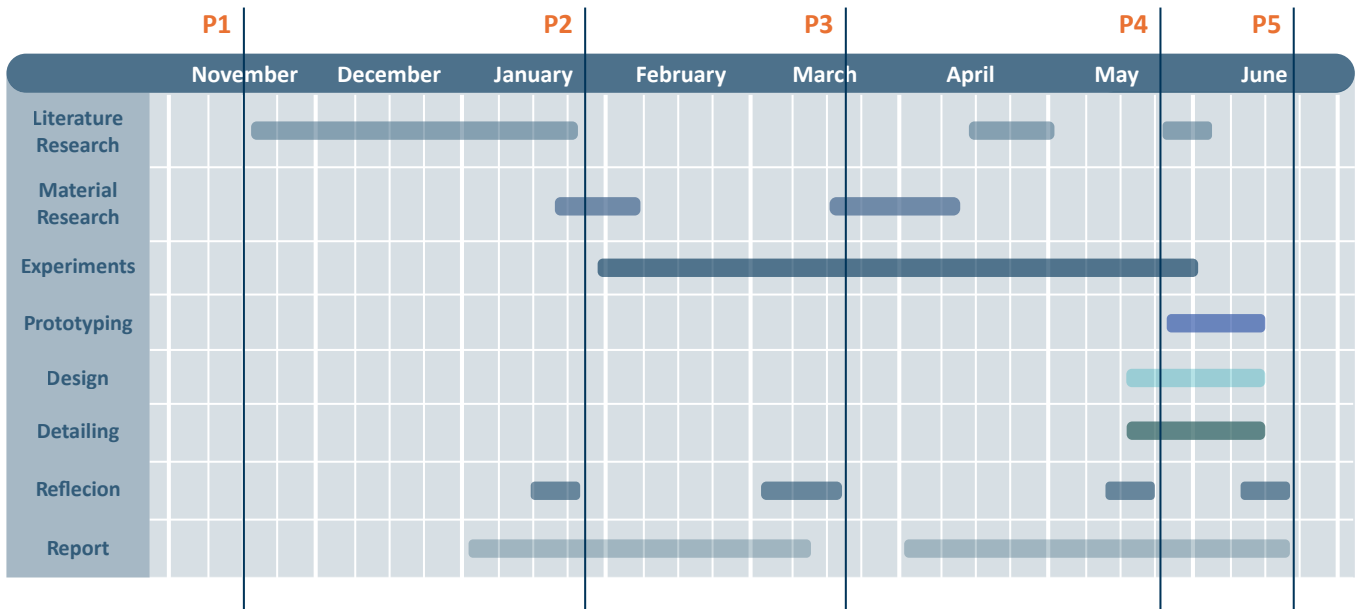 P1 P2 P3 P4 P5
November December January February March April May June
Literature
Research
Material
Research
Experiments
Prototyping
Design
Detailing
Reflecion
Report